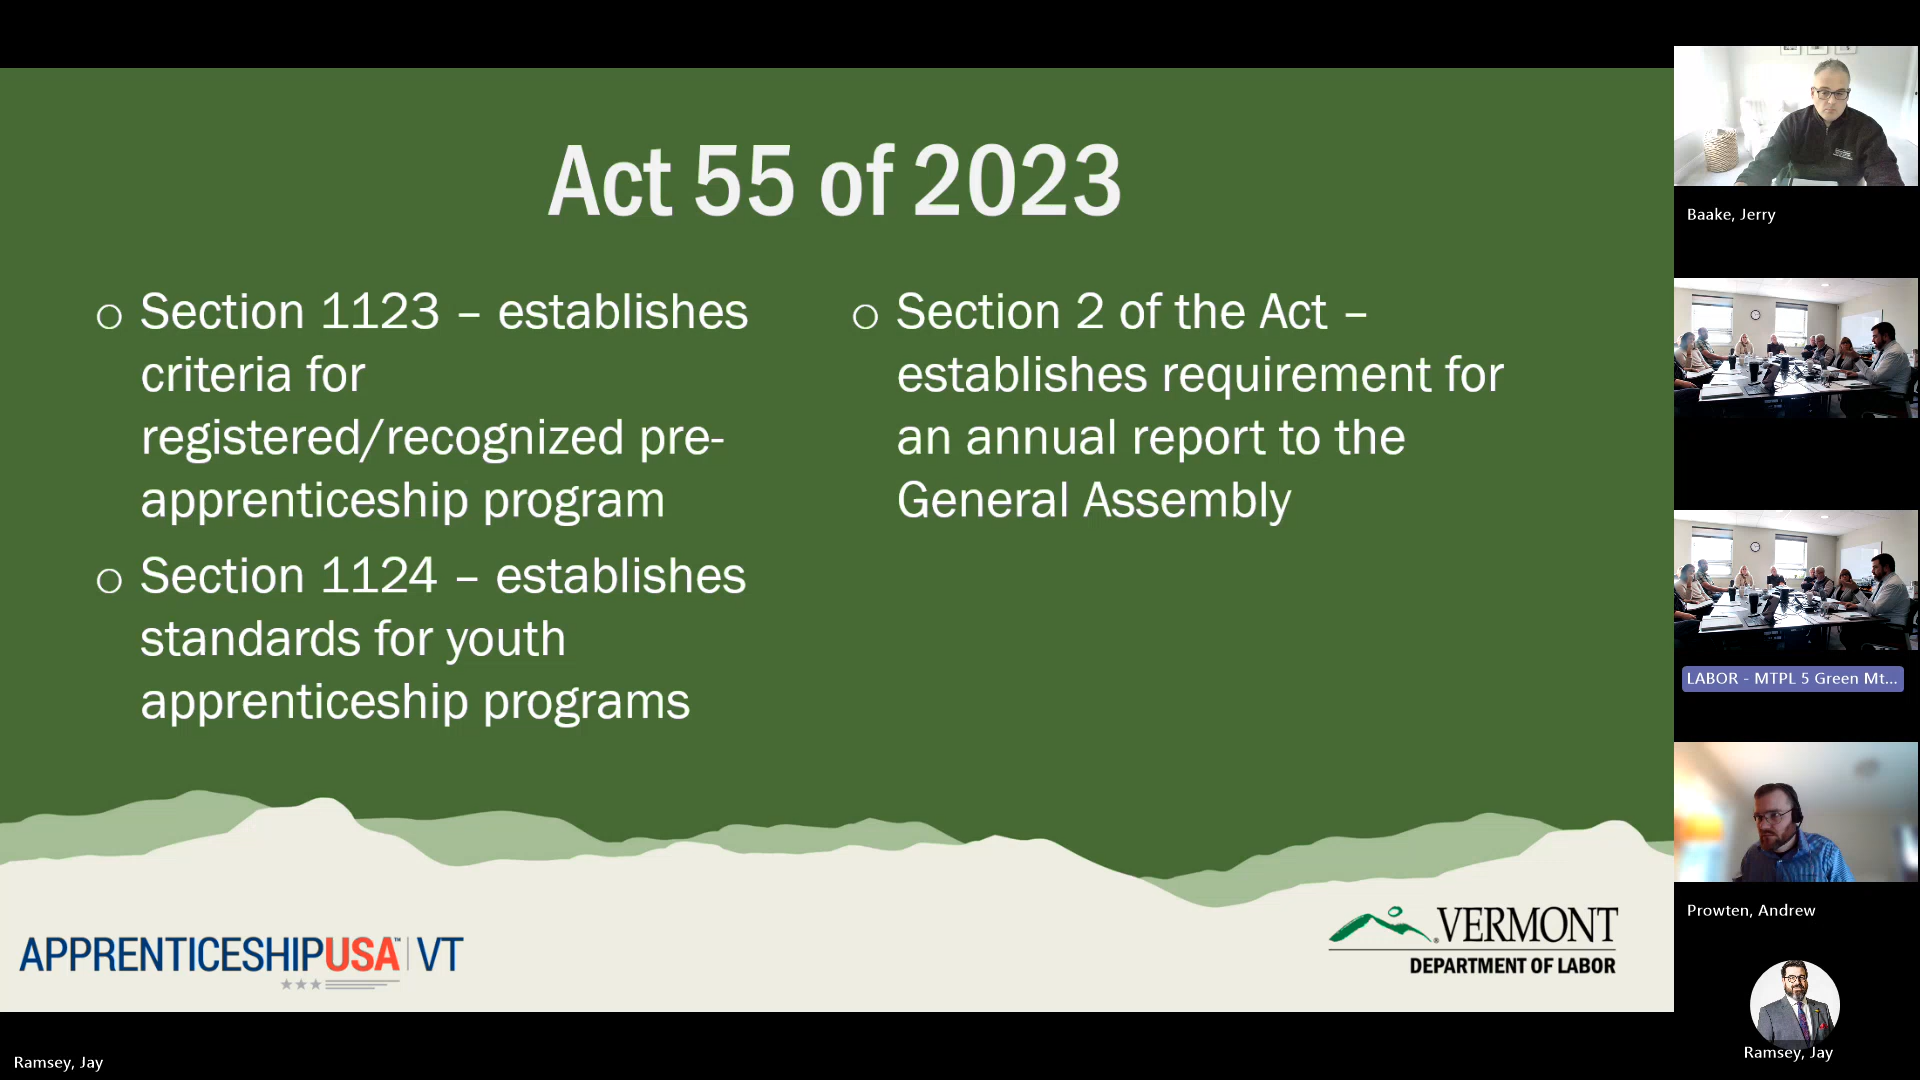 Act 55 of 2023
o Section 1123 – establishes
criteria for
registered/recognized pre-
apprenticeship program
o Section 1124 – establishes
standards for youth
apprenticeship programs
o Section 2 of the Act –
establishes requirement for
an annual report to the
General Assembly
APPRENTICESHIPUSA™ | VT
VERMONT
DEPARTMENT OF LABOR
Baake, Jerry
LABOR - MTPL 5 Green Mt...
Prowten, Andrew
Ramsey, Jay
Ramsey, Jay